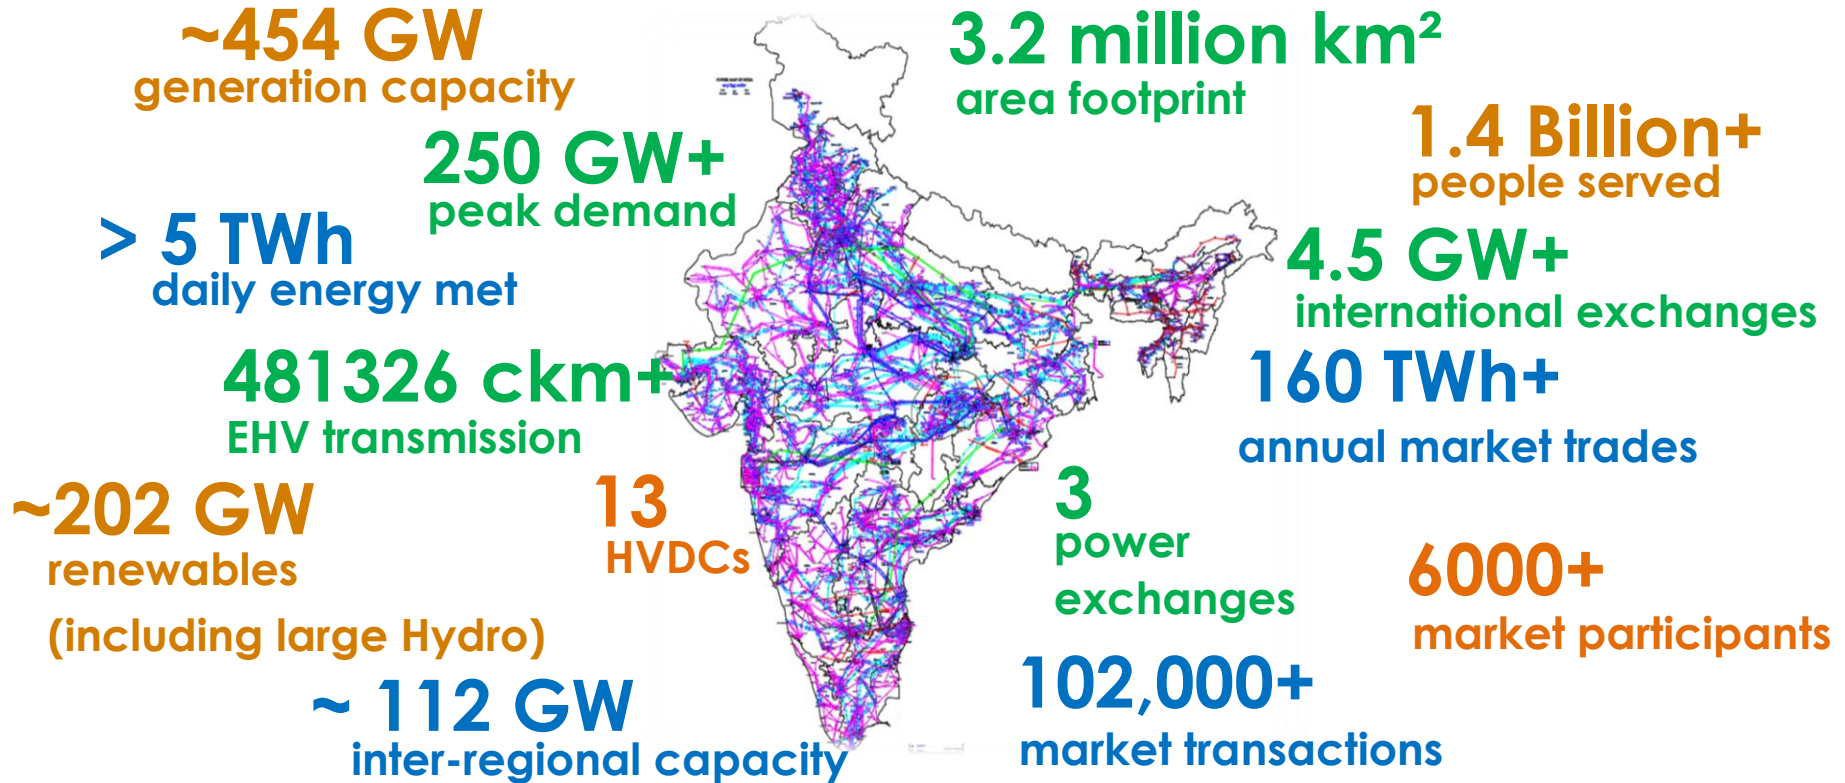 ~454 GW
generation capacity
3.2 million km²
area footprint
250 GW+
peak demand
1.4 Billion+
people served
> 5 TWh
daily energy met
4.5 GW+
international exchanges
481326 ckm+
EHV transmission
160 TWh+
annual market trades
~202 GW
renewables
(including large Hydro)
13
HVDCs
3
power
exchanges
6000+
market participants
~ 112 GW
inter-regional capacity
102,000+
market transactions